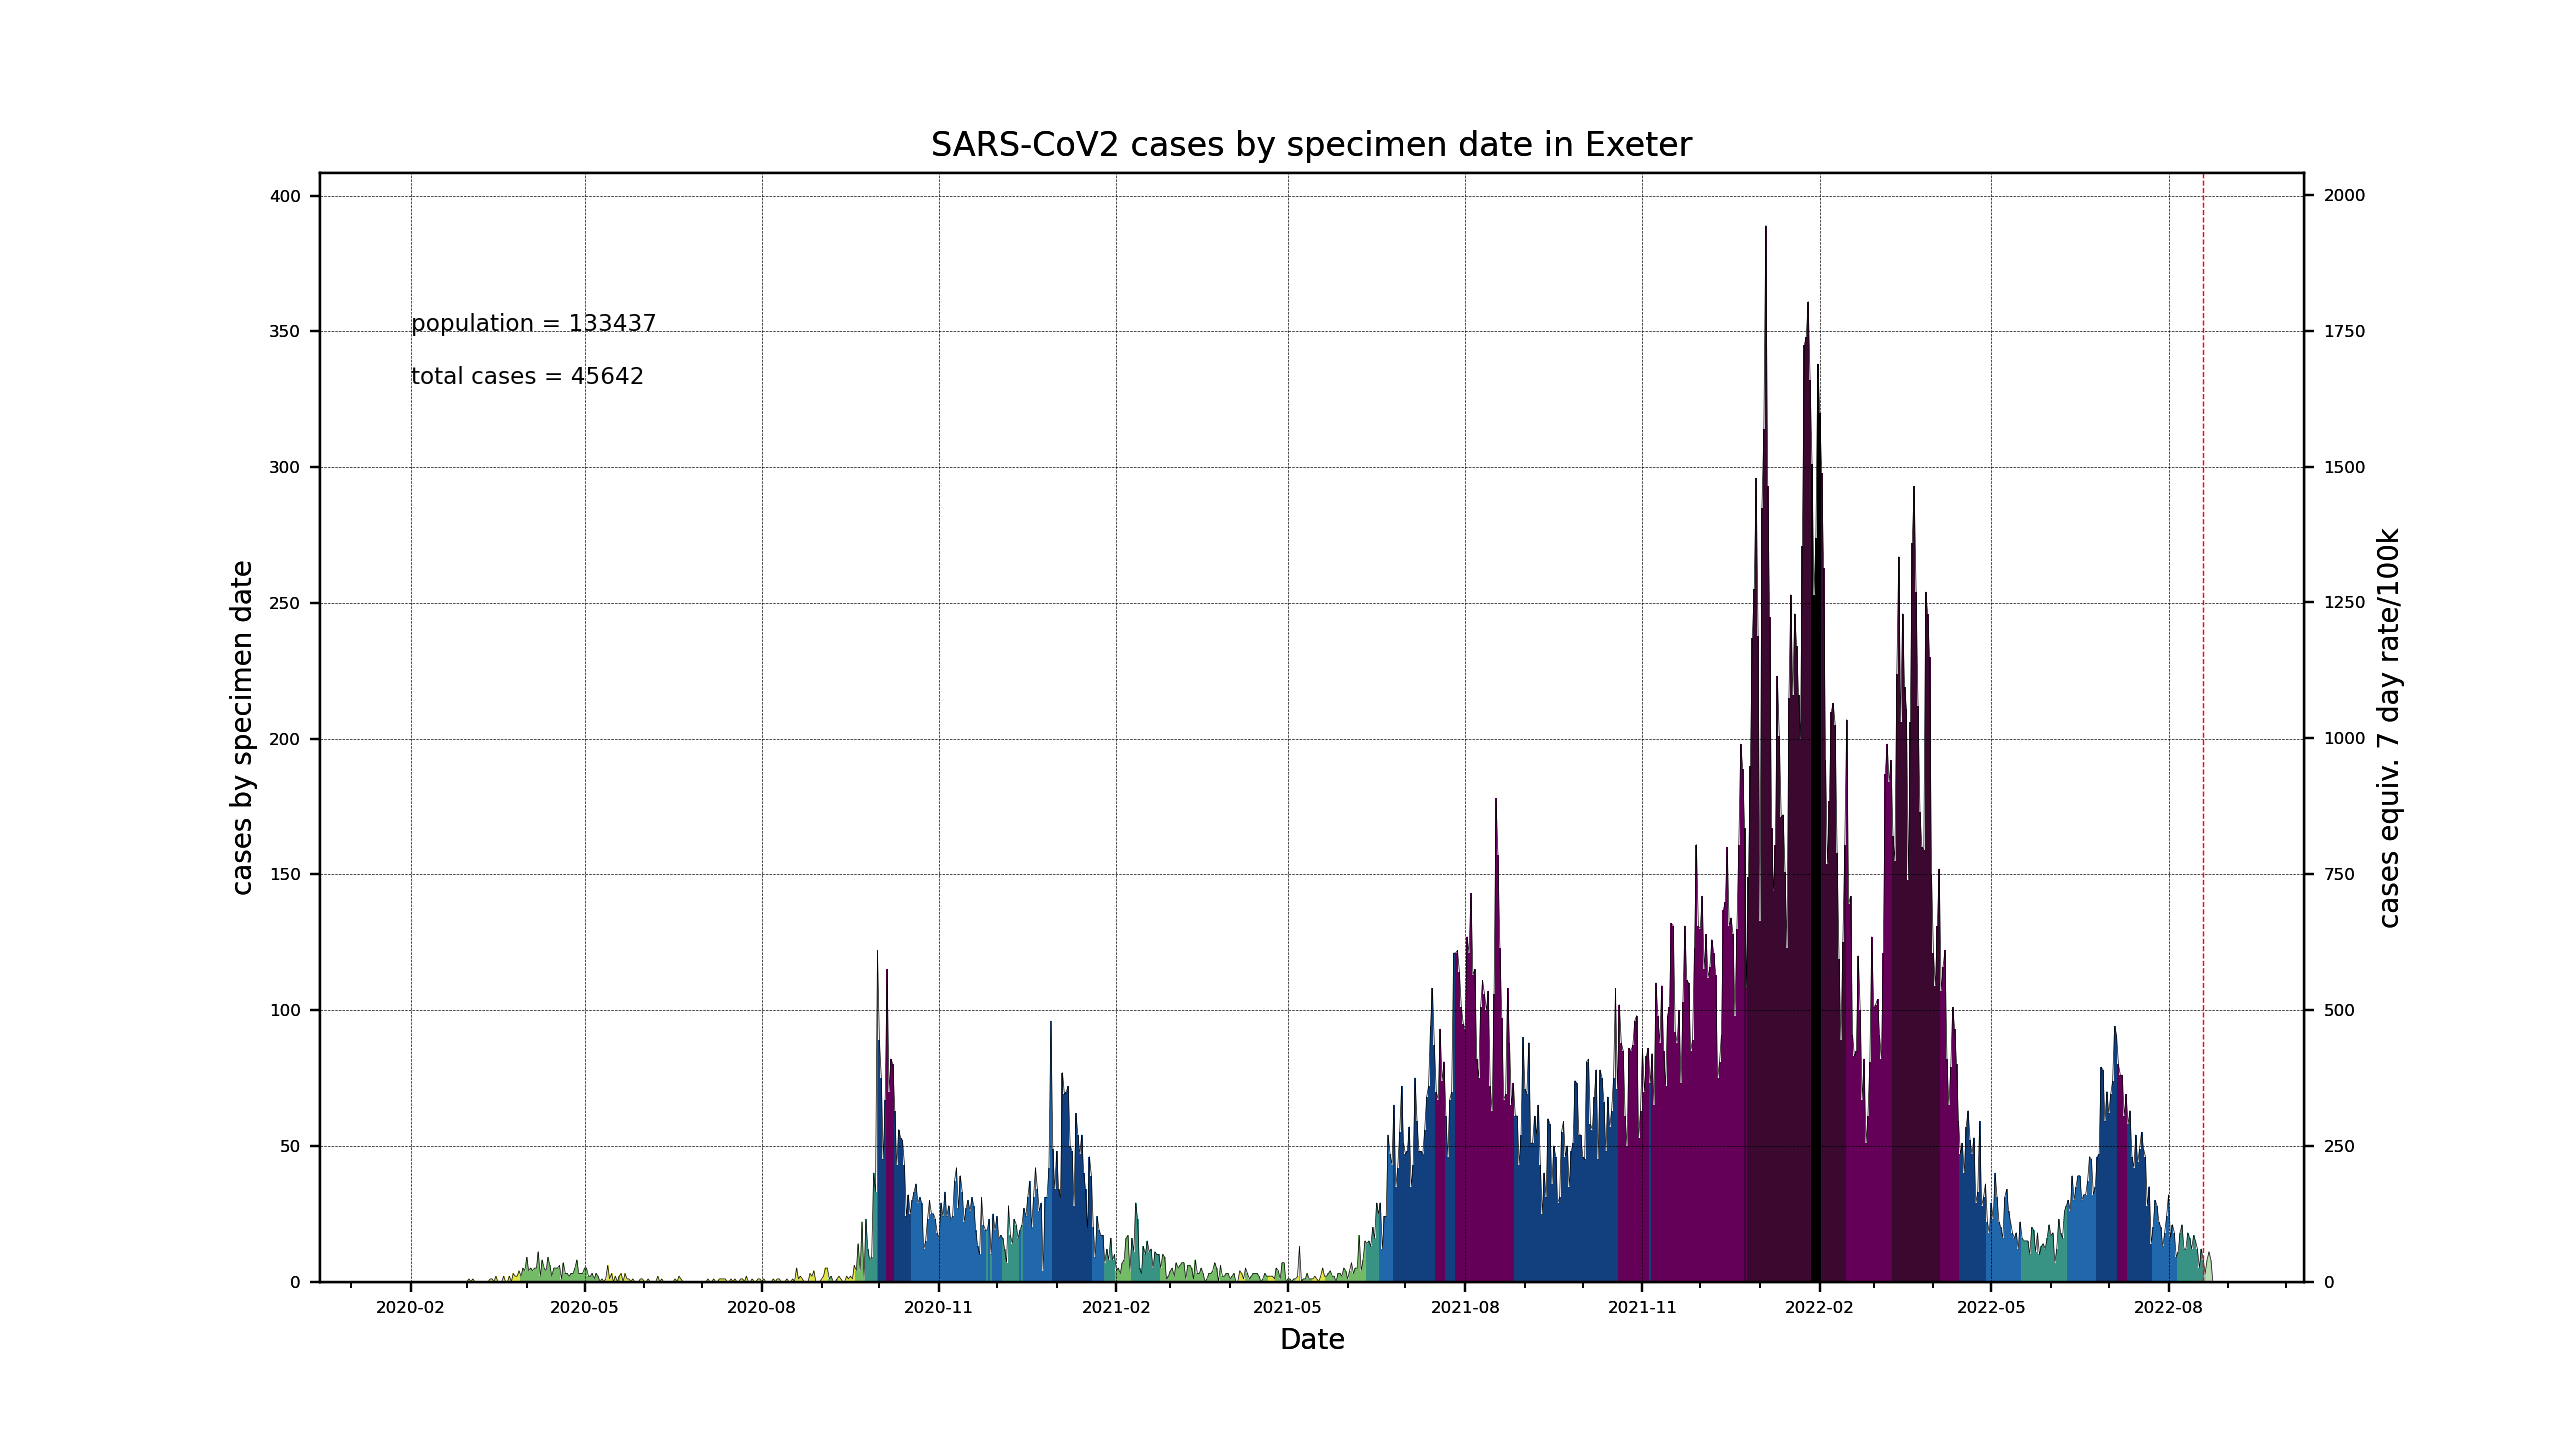 SARS-CoV2 cases by specimen date in Exeter
population = 133437
total cases = 45642
cases by specimen date
400
350
300
250
200
150
100
50
0
2000
1750
1500
1250
1000
750
500
250
0
cases equiv. 7 day rate/100k
2020-02 2020-05 2020-08 2020-11 2021-02 2021-05 2021-08 2021-11 2022-02 2022-05 2022-08
Date